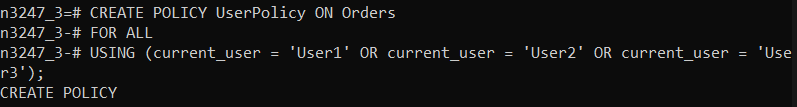 n3247_3=# CREATE POLICY UserPolicy ON Orders
n3247_3-# FOR ALL
n3247_3-# USING (current_user = 'User1' OR current_user = 'User2' OR current_user = 'Use
r3');
CREATE POLICY